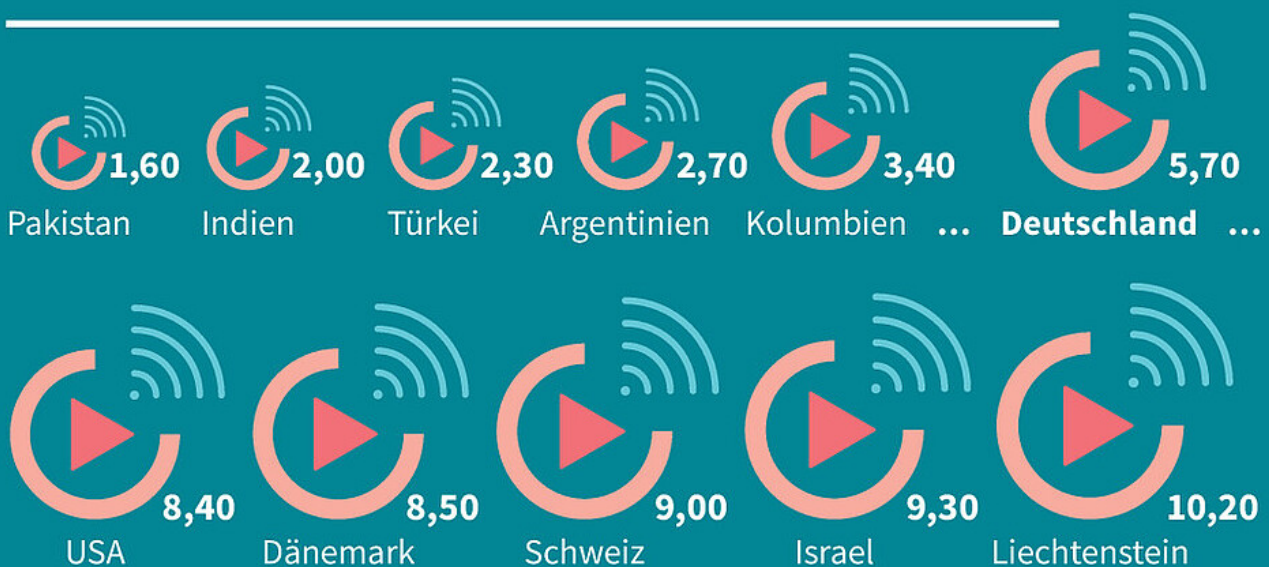 1,60 2,00 2,30 2,70 3,40 5,70
Pakistan Indien Türkei Argentinien Kolumbien ... Deutschland ...
8,40 8,50 9,00 9,30 10,20
USA Dänemark Schweiz Israel Liechtenstein